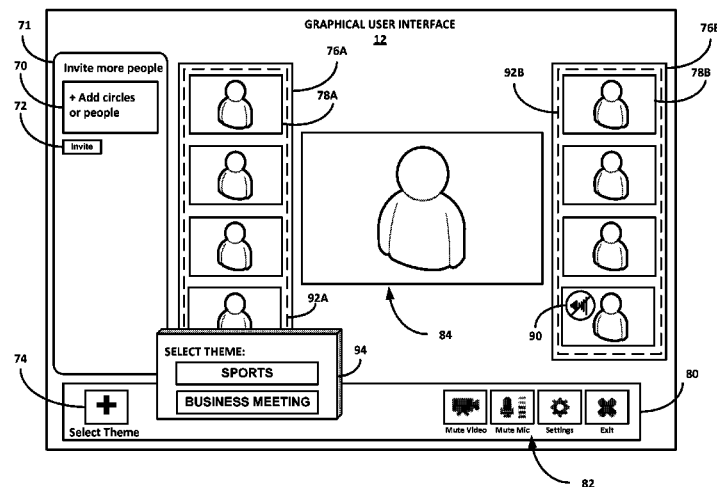 GRAPHICAL USER INTERFACE
12
71
70
72
74
Invite more people
+ Add circles
or people
Invite
76A
78A
92A
92B
76B
78B
84
90
94
SELECT THEME:
SPORTS
BUSINESS MEETING
Select Theme
Mute Video
Mute Mic
Settings
Exit
80
82